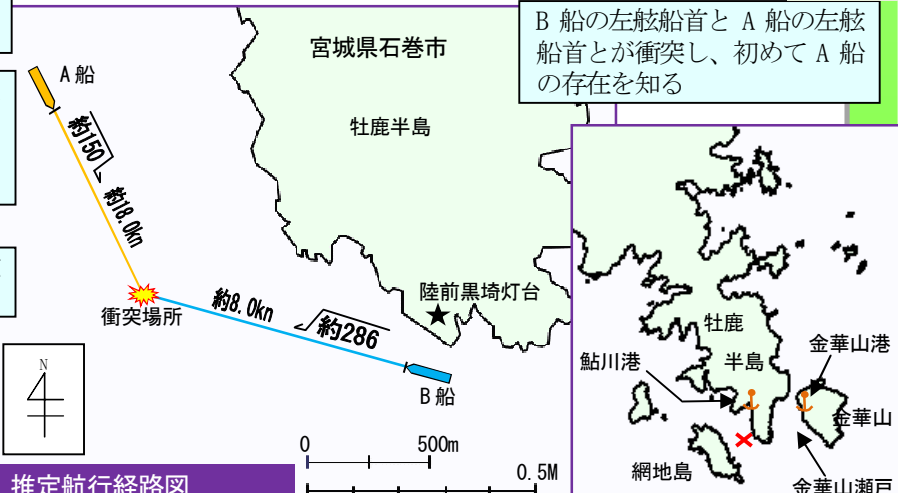 B 船の左舷船首と A 船の左舷
船首とが衝突し、初めて A 船
の存在を知る
宮城県石巻市
牡鹿半島
A 船
約150
約18.0kn
衝突場所
約8.0kn
約286
陸前黒埼灯台
B 船
N
0
500m
0.5M
推定航行経路図
牡鹿
半島
鮎川港
金華山港
金華山
網地島
金華山瀬戸